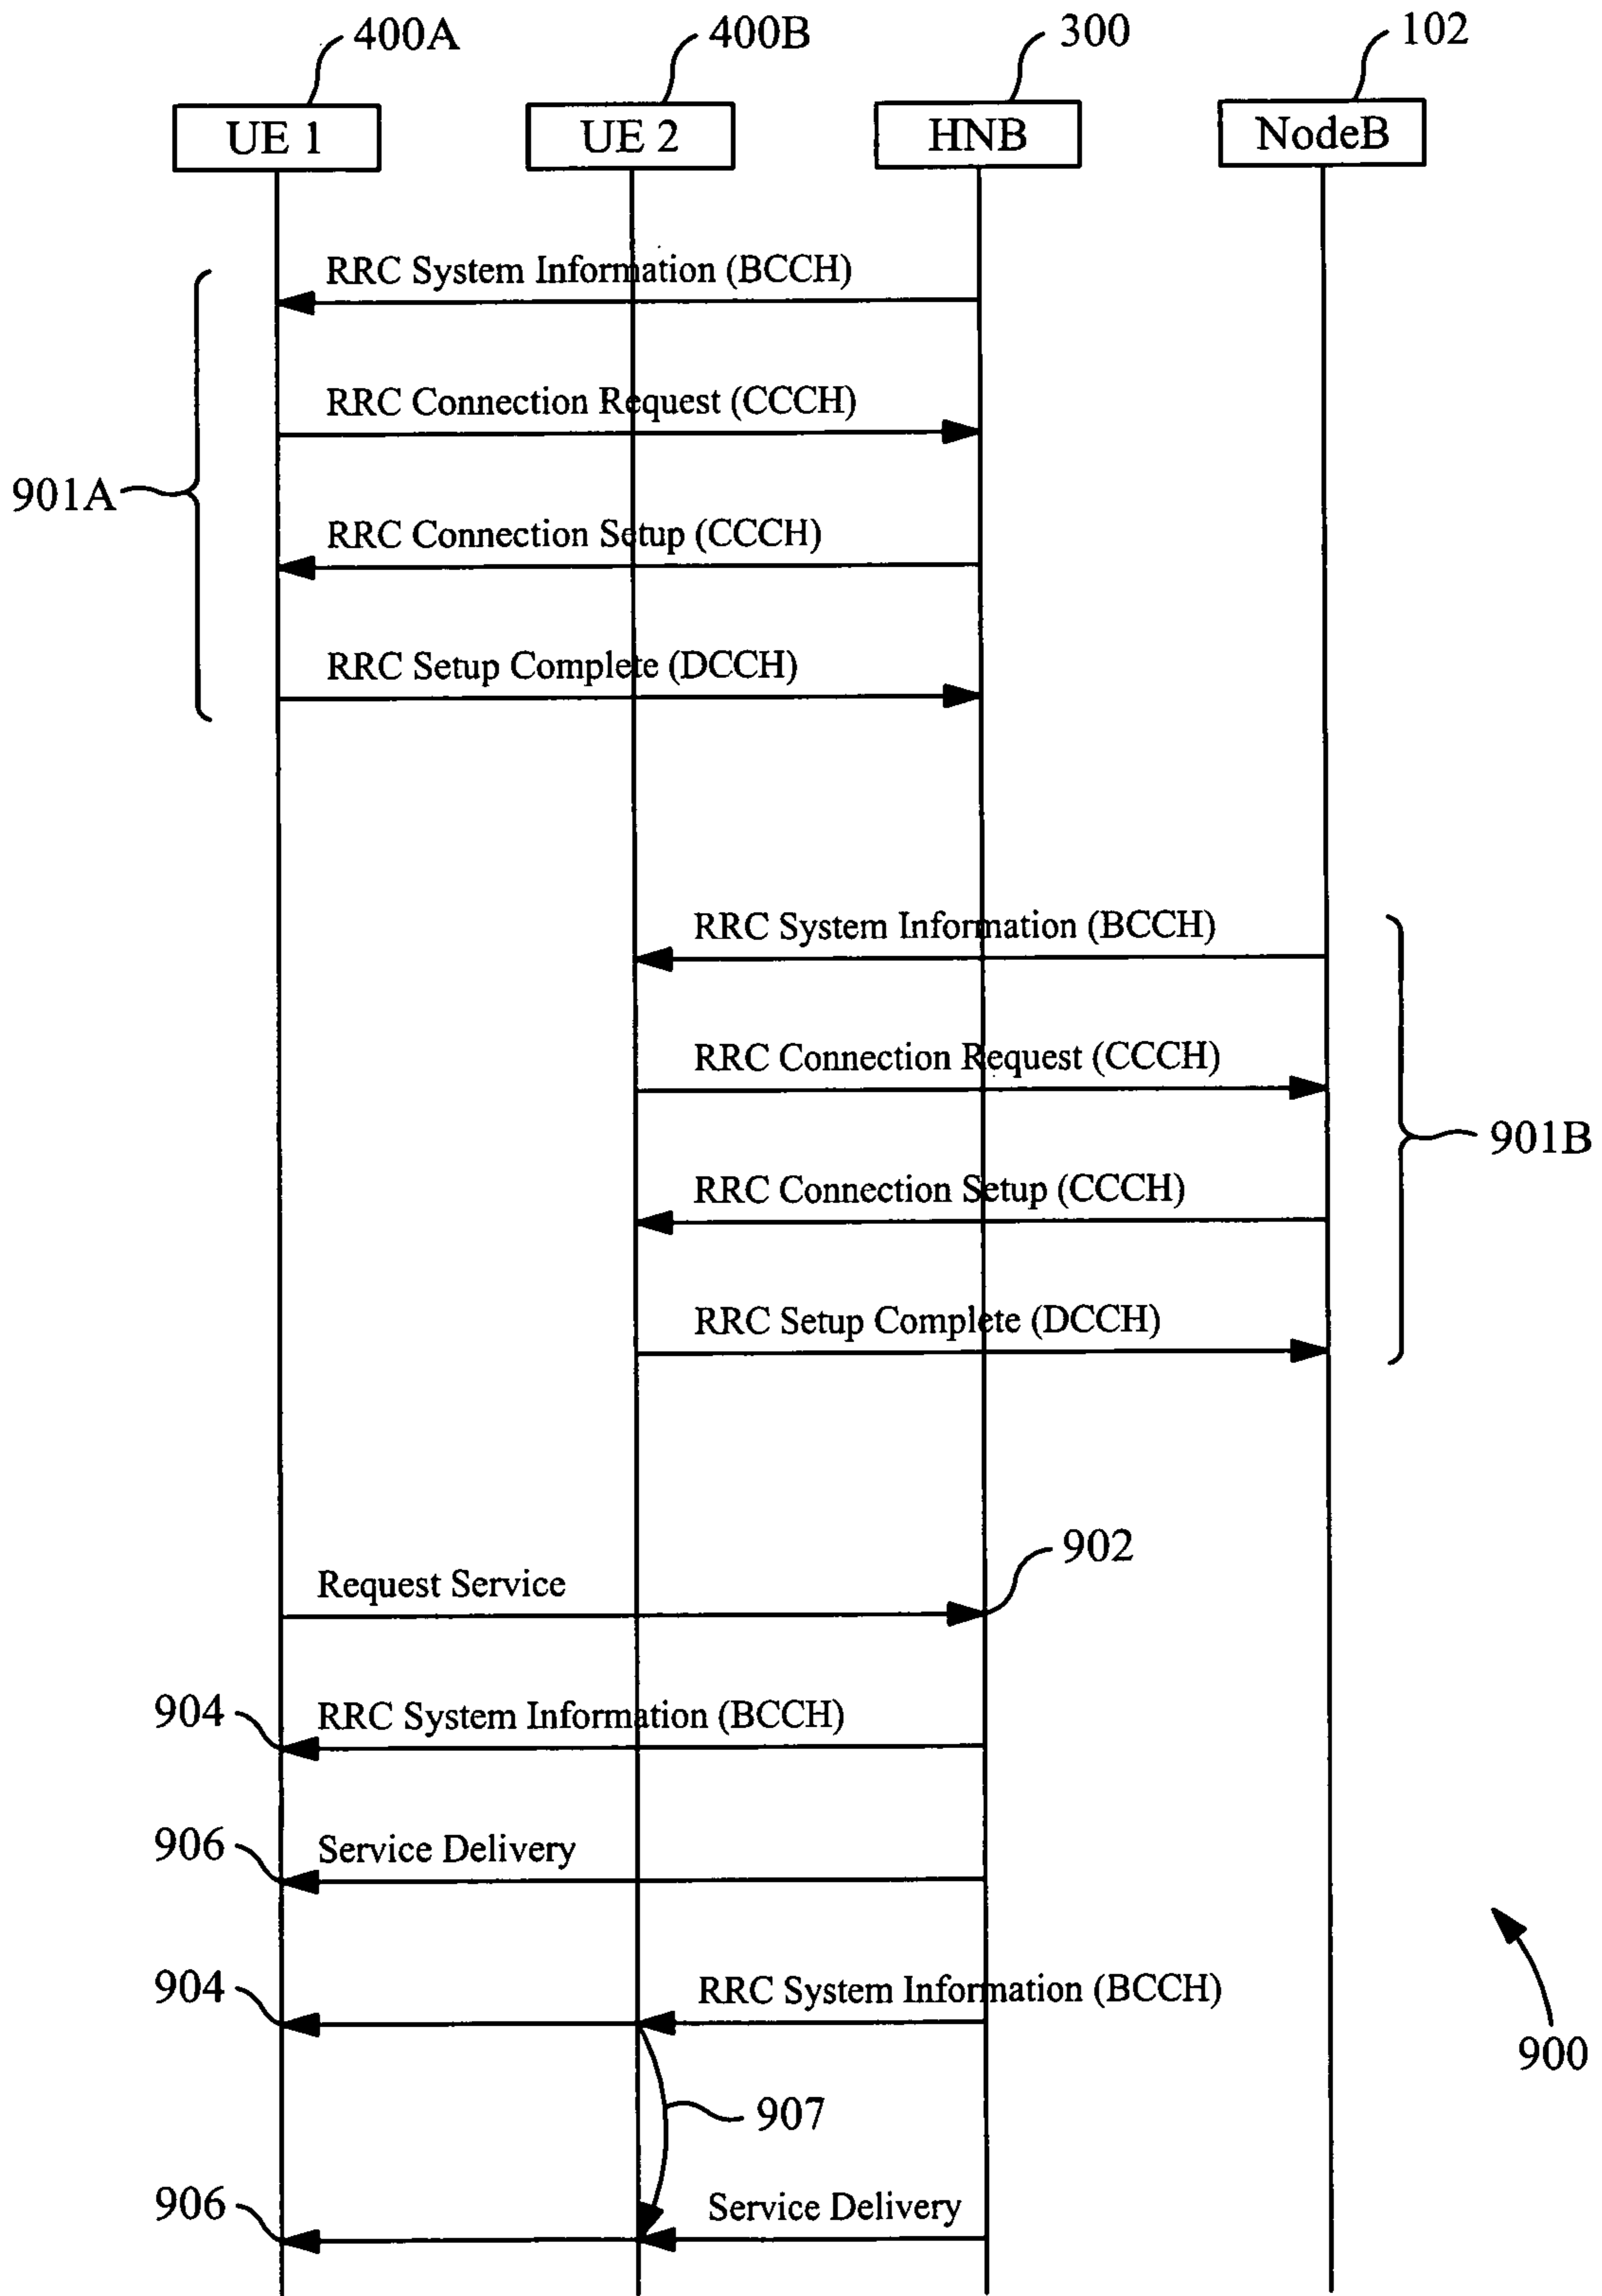 400A
400B
300
102
UE 1
UE 2
HNB
NodeB
RRC System Information (BCCH)
RRC Connection Request (CCCH)
901A
RRC Connection Setup (CCCH)
RRC Setup Complete (DCCH)
RRC System Information (BCCH)
RRC Connection Request (CCCH)
901B
RRC Connection Setup (CCCH)
RRC Setup Complete (DCCH)
902
Request Service
904
RRC System Information (BCCH)
906
Service Delivery
904
RRC System Information (BCCH)
900
907
906
Service Delivery